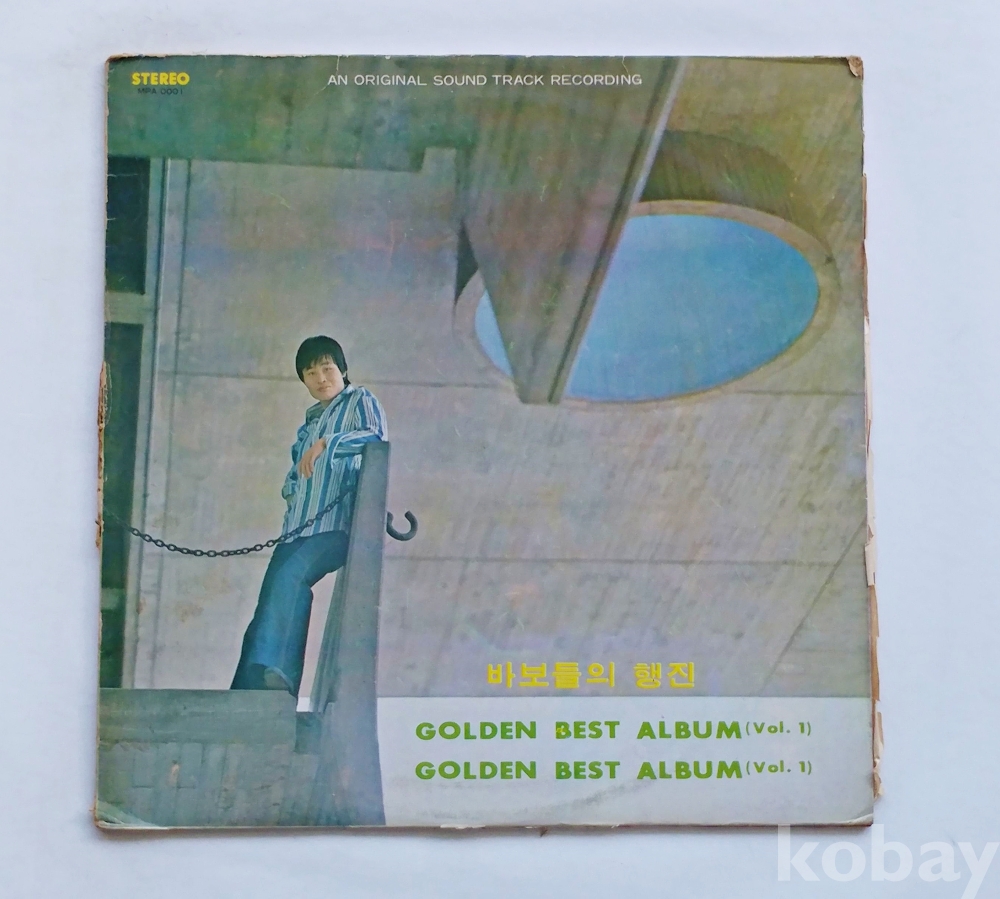 STEREO
MPA 0001
AN ORIGINAL SOUND TRACK RECORDING
바보들의 행진
GOLDEN BEST ALBUM (Vol. 1)
GOLDEN BEST ALBUM (Vol. 1)
kobay